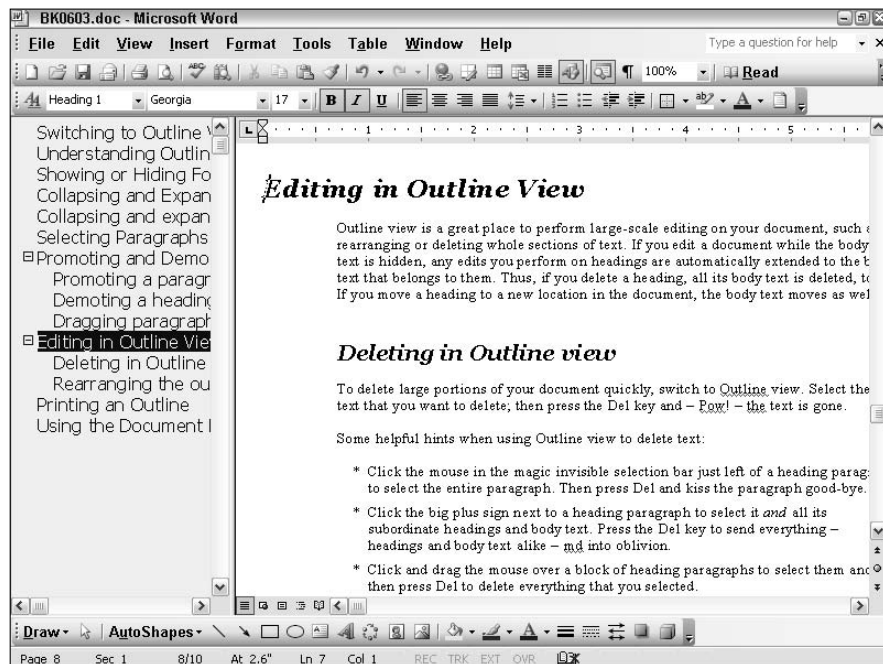 BK0603.doc - Microsoft Word
File Edit View Insert Format Tools Table Window Help Type a question for help
100% Read
Heading 1 Georgia 17 B I U
Switching to Outline
Understanding Outlin
Showing or Hiding Fo
Collapsing and Expan
Collapsing and expan
Selecting Paragraphs
Promoting and Demo
Promoting a paragr
Demoting a heading
Dragging paragraph
Editing in Outline Vie
Deleting in Outline
Rearranging the ou
Printing an Outline
Using the Document
1 2 3 4 5
Editing in Outline View
Outline view is a great place to perform large-scale editing on your document, such a
rearranging or deleting whole sections of text. If you edit a document while the body
text is hidden, any edits you perform on headings are automatically extended to the b
text that belongs to them. Thus, if you delete a heading, all its body text is deleted, to
If you move a heading to a new location in the document, the body text moves as wel
Deleting in Outline view
To delete large portions of your document quickly, switch to Outline view. Select the
text that you want to delete; then press the Del key and – Pow! – the text is gone.
Some helpful hints when using Outline view to delete text:
* Click the mouse in the magic invisible selection bar just left of a heading parag
to select the entire paragraph. Then press Del and kiss the paragraph good-bye.
* Click the big plus sign next to a heading paragraph to select it and all its
subordinate headings and body text. Press the Del key to send everything –
headings and body text alike – md into oblivion.
* Click and drag the mouse over a block of heading paragraphs to select them and
then press Del to delete everything that you selected.
Draw AutoShapes
Page 8 Sec 1 8/10 At 2.6" Ln 7 Col 1 REC TRK EXT OVR